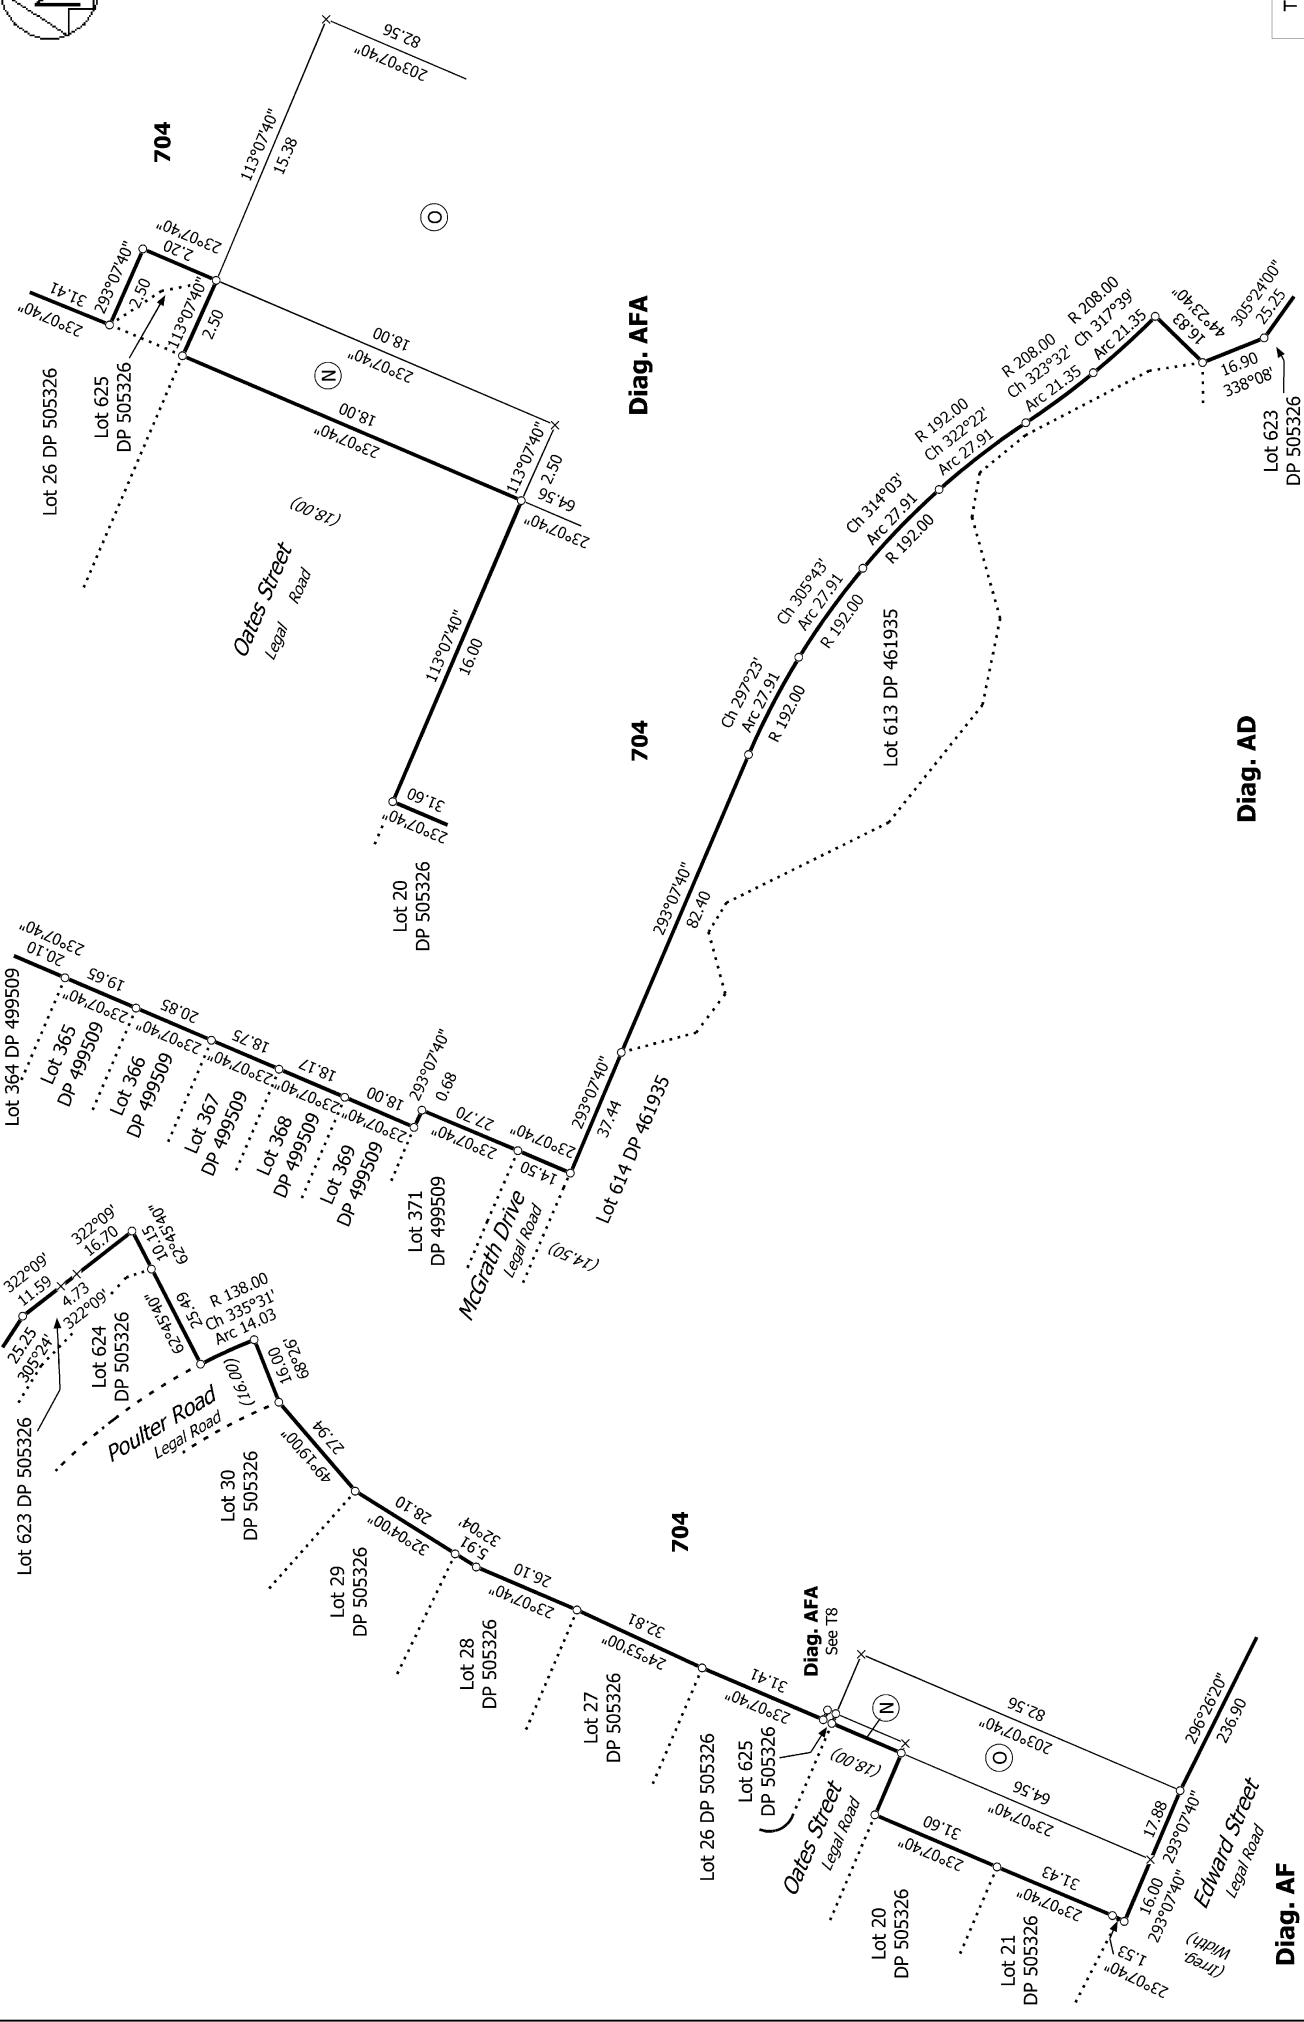 704
82.56
203°07'40"
113°07'40"
15.38
O
23°07'40"
2.20
293°07'40"
2.50
31.41
23°07'40"
113°07'40"
2.50
Lot 26 DP 505326
Lot 625
DP 505326
N
18.00
23°07'40"
18.00
23°07'40"
113°07'40"
2.50
64.56
23°07'40"
(18.00)
Oates Street
Legal Road
113°07'40"
16.00
31.60
23°07'40"
Lot 20
DP 505326
Diag. AFA
T
Lot 364 DP 499509
20.10
23°07'40"
19.65
23°07'40"
Lot 365
DP 499509
20.85
23°07'40"
Lot 366
DP 499509
18.75
23°07'40"
Lot 367
DP 499509
18.17
23°07'40"
Lot 368
DP 499509
18.00
23°07'40"
Lot 369
DP 499509
293°07'40"
0.68
27.70
23°07'40"
Lot 371
DP 499509
14.50
23°07'40"
McGrath Drive
Legal Road
(14.50)
293°07'40"
37.44
Lot 614 DP 461935
293°07'40"
82.40
704
Ch 297°23'
Arc 27.91
R 192.00
Ch 305°43'
Arc 27.91
R 192.00
Ch 314°03'
Arc 27.91
R 192.00
R 192.00
Ch 322°22'
Arc 27.91
R 208.00
Ch 323°32'
Arc 21.35
R 208.00
Ch 317°39'
Arc 21.35
16.83
44°23'40"
16.90
338°08'
305°24'00"
25.25
Lot 623
DP 505326
Lot 613 DP 461935
Diag. AD
25.25
305°24'
322°09'
11.59
4.73
322°09'
322°09'
16.70
10.15
62°45'40"
25.49
62°45'40"
Lot 623 DP 505326
Lot 624
DP 505326
R 138.00
Ch 335°31'
Arc 14.03
(16.00)
16.00
68°26'
Poulter Road
Legal Road
27.94
49°19'00"
Lot 30
DP 505326
28.10
32°04'00"
Lot 29
DP 505326
5.91
32°04'
26.10
23°07'40"
Lot 28
DP 505326
32.81
24°53'00"
Lot 27
DP 505326
704
31.41
23°07'40"
Lot 26 DP 505326
Diag. AFA
See T8
Lot 625
DP 505326
N
(18.00)
Oates Street
Legal Road
82.56
203°07'40"
O
64.56
23°07'40"
31.60
23°07'40"
Lot 20
DP 505326
31.43
23°07'40"
Lot 21
DP 505326
1.53
23°07'40"
16.00
293°07'40"
17.88
293°07'40"
296°26'20"
236.90
Edward Street
Legal Road
(Irreg.
Width)
Diag. AF